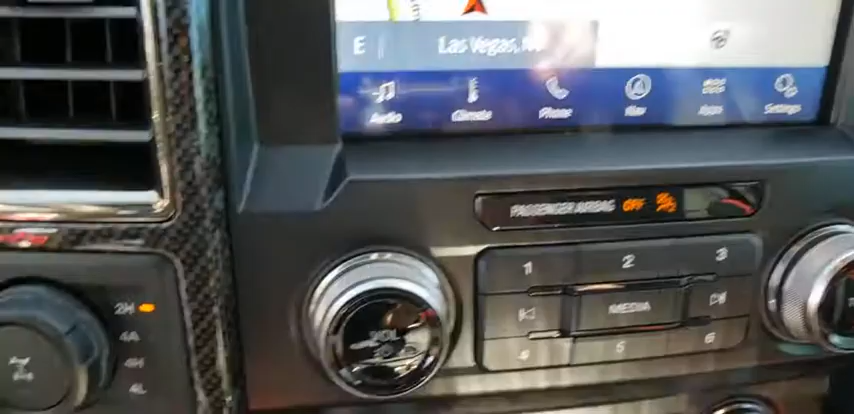 E
Las Vegas, NV
Audio
Climate
Phone
Nav
Apps
Settings
PASSENGER AIRBAG OFF
1
2
3
MEDIA
4
5
6
VOL
2H
4A
4H
4L